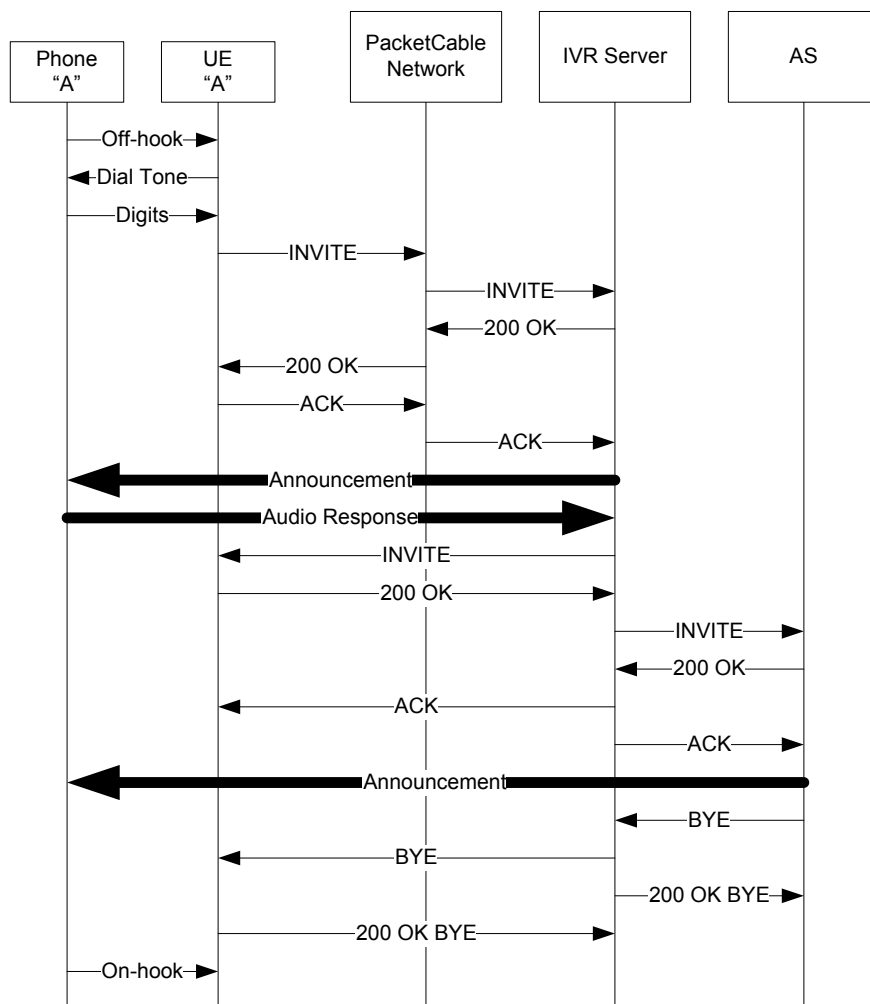 Phone
“A”
UE
“A”
PacketCable
Network
IVR Server
AS
Off-hook
Dial Tone
Digits
INVITE
INVITE
200 OK
200 OK
ACK
ACK
Announcement
Audio Response
INVITE
200 OK
INVITE
200 OK
ACK
ACK
Announcement
BYE
BYE
200 OK BYE
200 OK BYE
On-hook